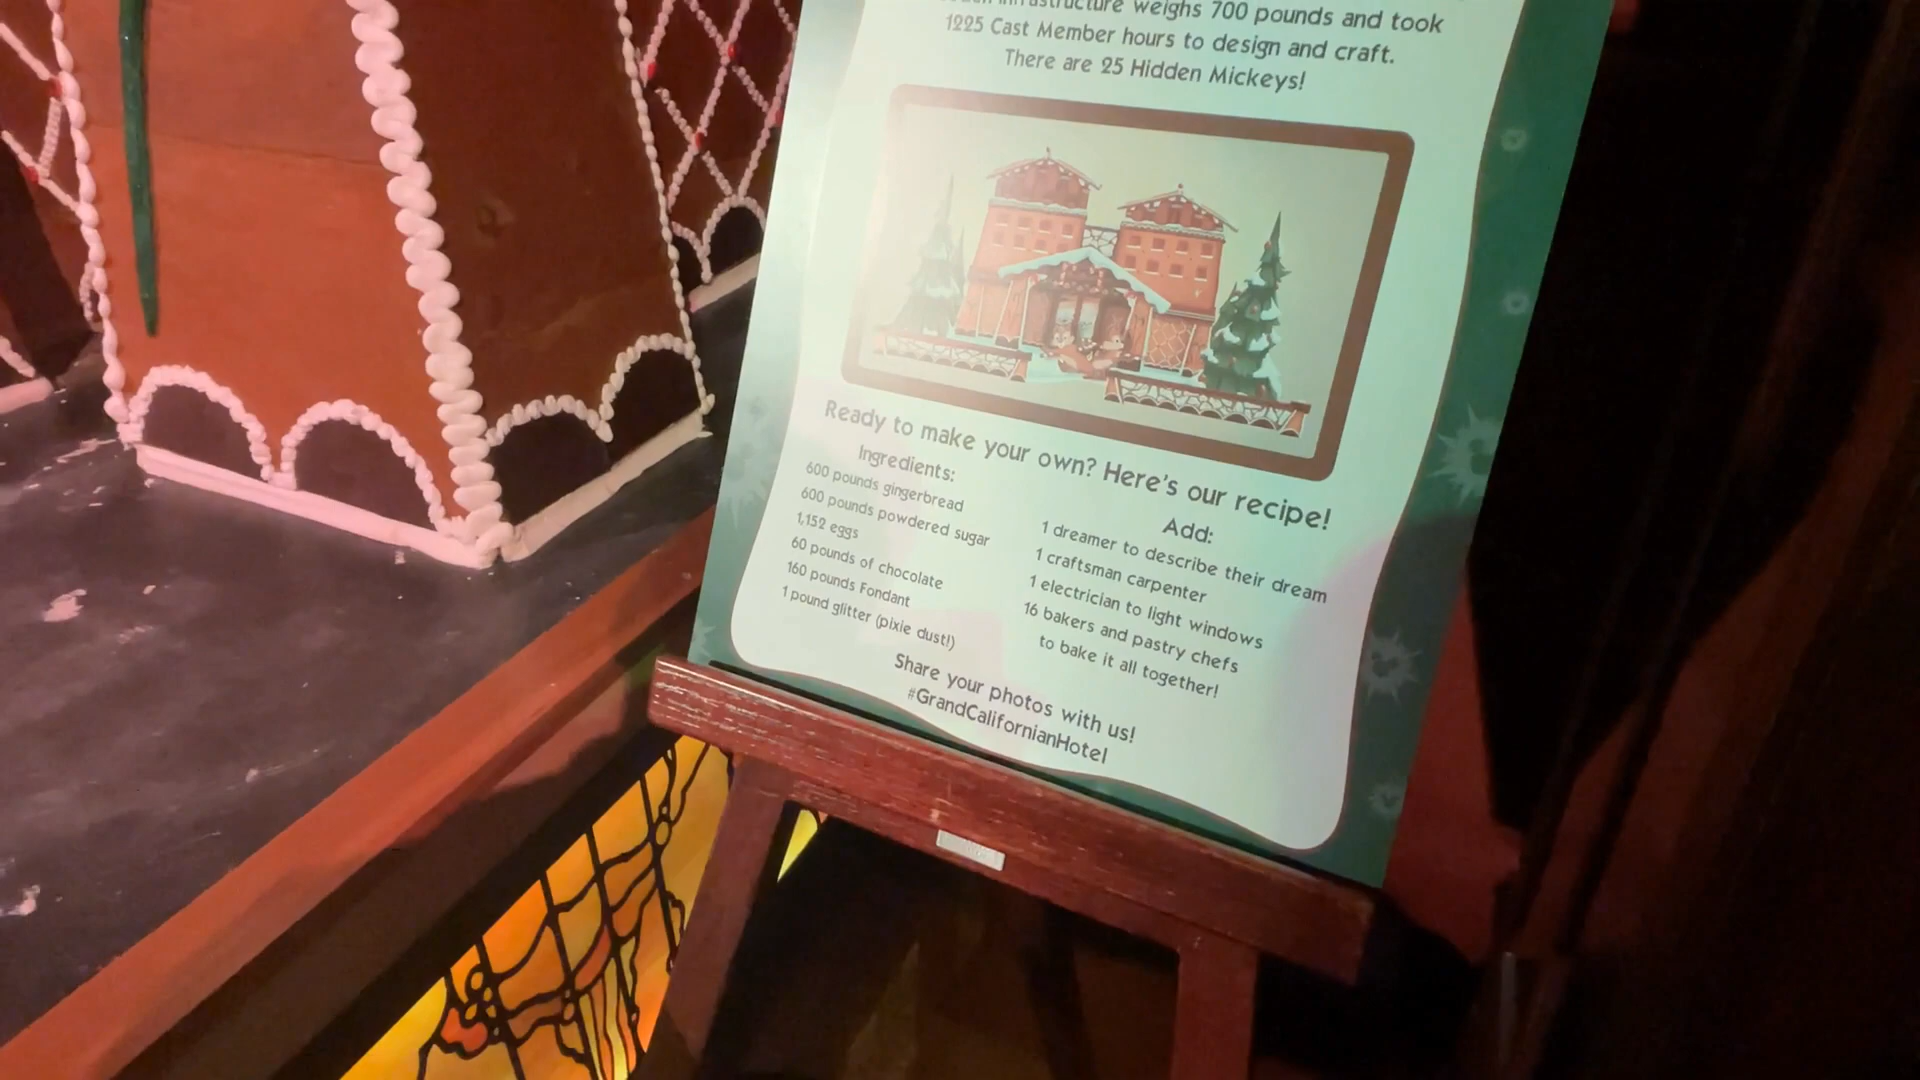 weighs 700 pounds and took
1225 Cast Member hours to design and craft.
There are 25 Hidden Mickeys!
Ready to make your own? Here's our recipe!
Ingredients:
600 pounds gingerbread
600 pounds powdered sugar
1,152 eggs
60 pounds of chocolate
160 pounds Fondant
1 pound glitter (pixie dust!)
Add:
1 dreamer to describe their dream
1 craftsman carpenter
1 electrician to light windows
16 bakers and pastry chefs
to bake it all together!
Share your photos with us!
#GrandCalifornianHotel